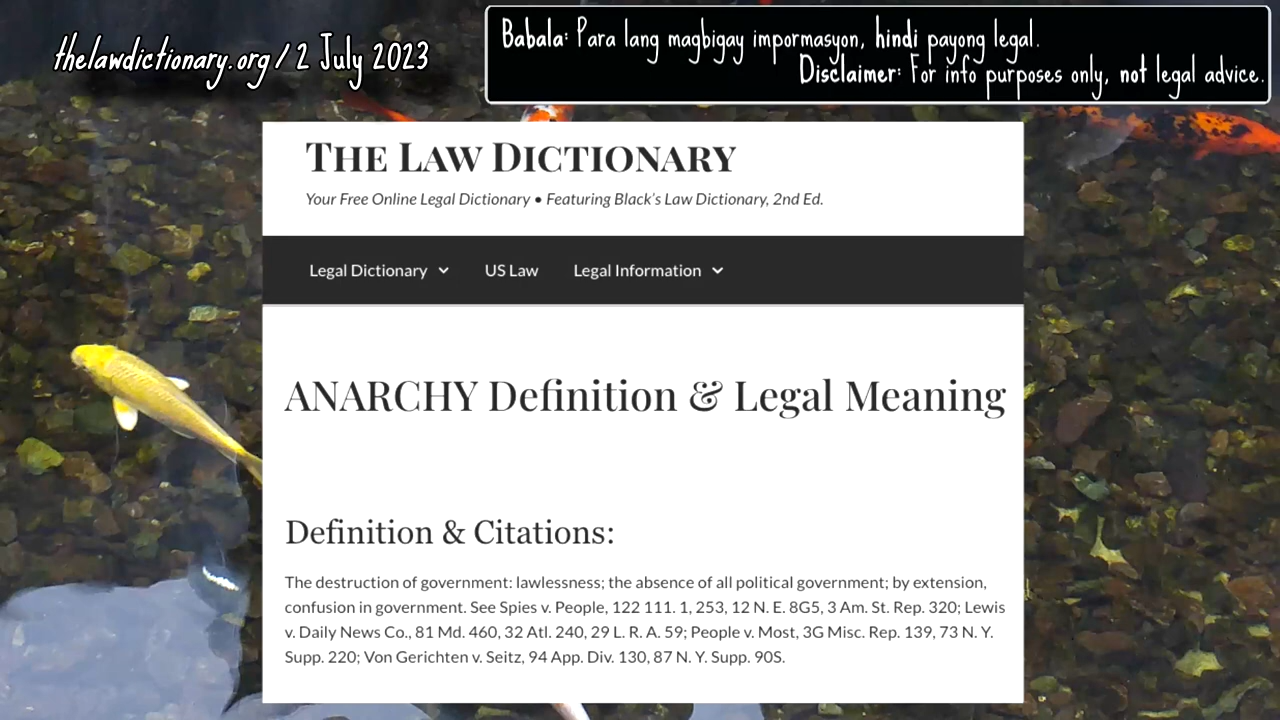 thelawdictionary.org / 2 July 2023
Babala: Para lang magbigay impormasyon, hindi payong legal.
Disclaimer: For info purposes only, not legal advice.
THE LAW DICTIONARY
Your Free Online Legal Dictionary • Featuring Black's Law Dictionary, 2nd Ed.
Legal Dictionary US Law Legal Information
ANARCHY Definition & Legal Meaning
Definition & Citations:
The destruction of government: lawlessness; the absence of all political government; by extension,
confusion in government. See Spies v. People, 122 111. 1, 253, 12 N. E. 8G5, 3 Am. St. Rep. 320; Lewis
v. Daily News Co., 81 Md. 460, 32 Atl. 240, 29 L. R. A. 59; People v. Most, 3G Misc. Rep. 139, 73 N. Y.
Supp. 220; Von Gerichten v. Seitz, 94 App. Div. 130, 87 N. Y. Supp. 90S.